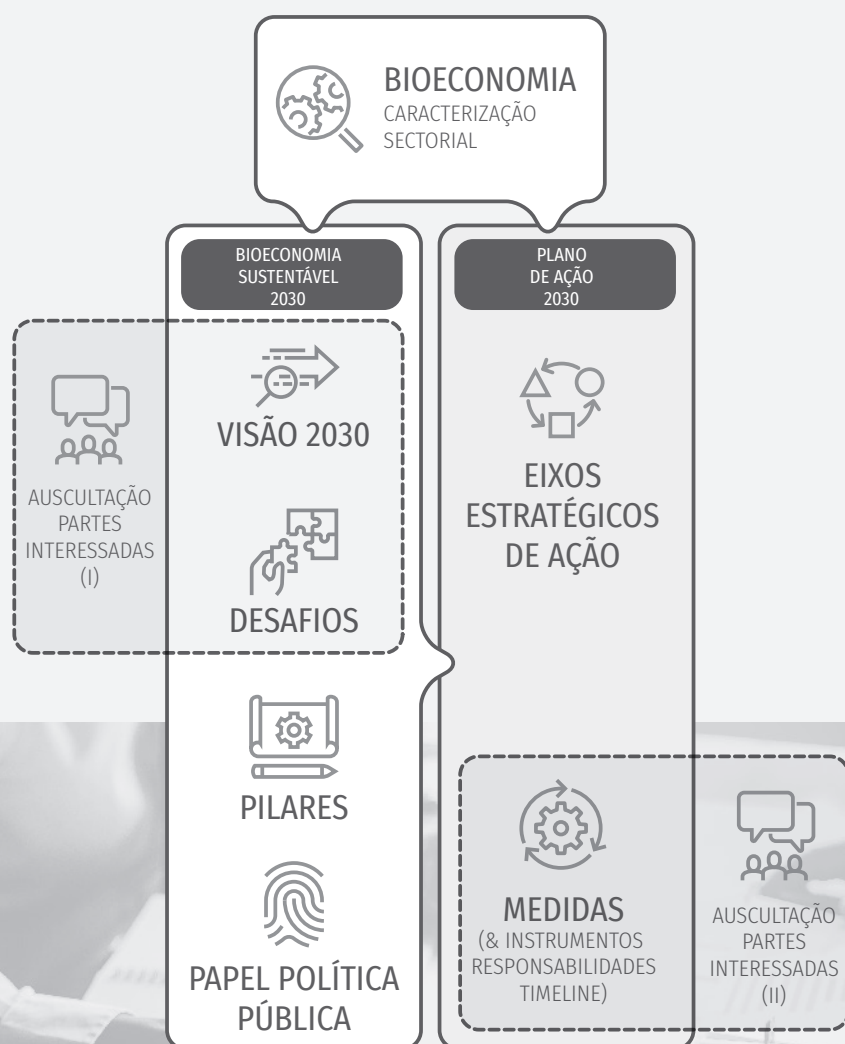 BIOECONOMIA
CARACTERIZAÇÃO
SECTORIAL
BIOECONOMIA
SUSTENTÁVEL
2030
PLANO
DE AÇÃO
2030
AUSCULTAÇÃO
PARTES
INTERESSADAS
(I)
VISÃO 2030
DESAFIOS
PILARES
PAPEL POLÍTICA
PÚBLICA
EIXOS
ESTRATÉGICOS
DE AÇÃO
MEDIDAS
(& INSTRUMENTOS
RESPONSABILIDADES
TIMELINE)
AUSCULTAÇÃO
PARTES
INTERESSADAS
(II)